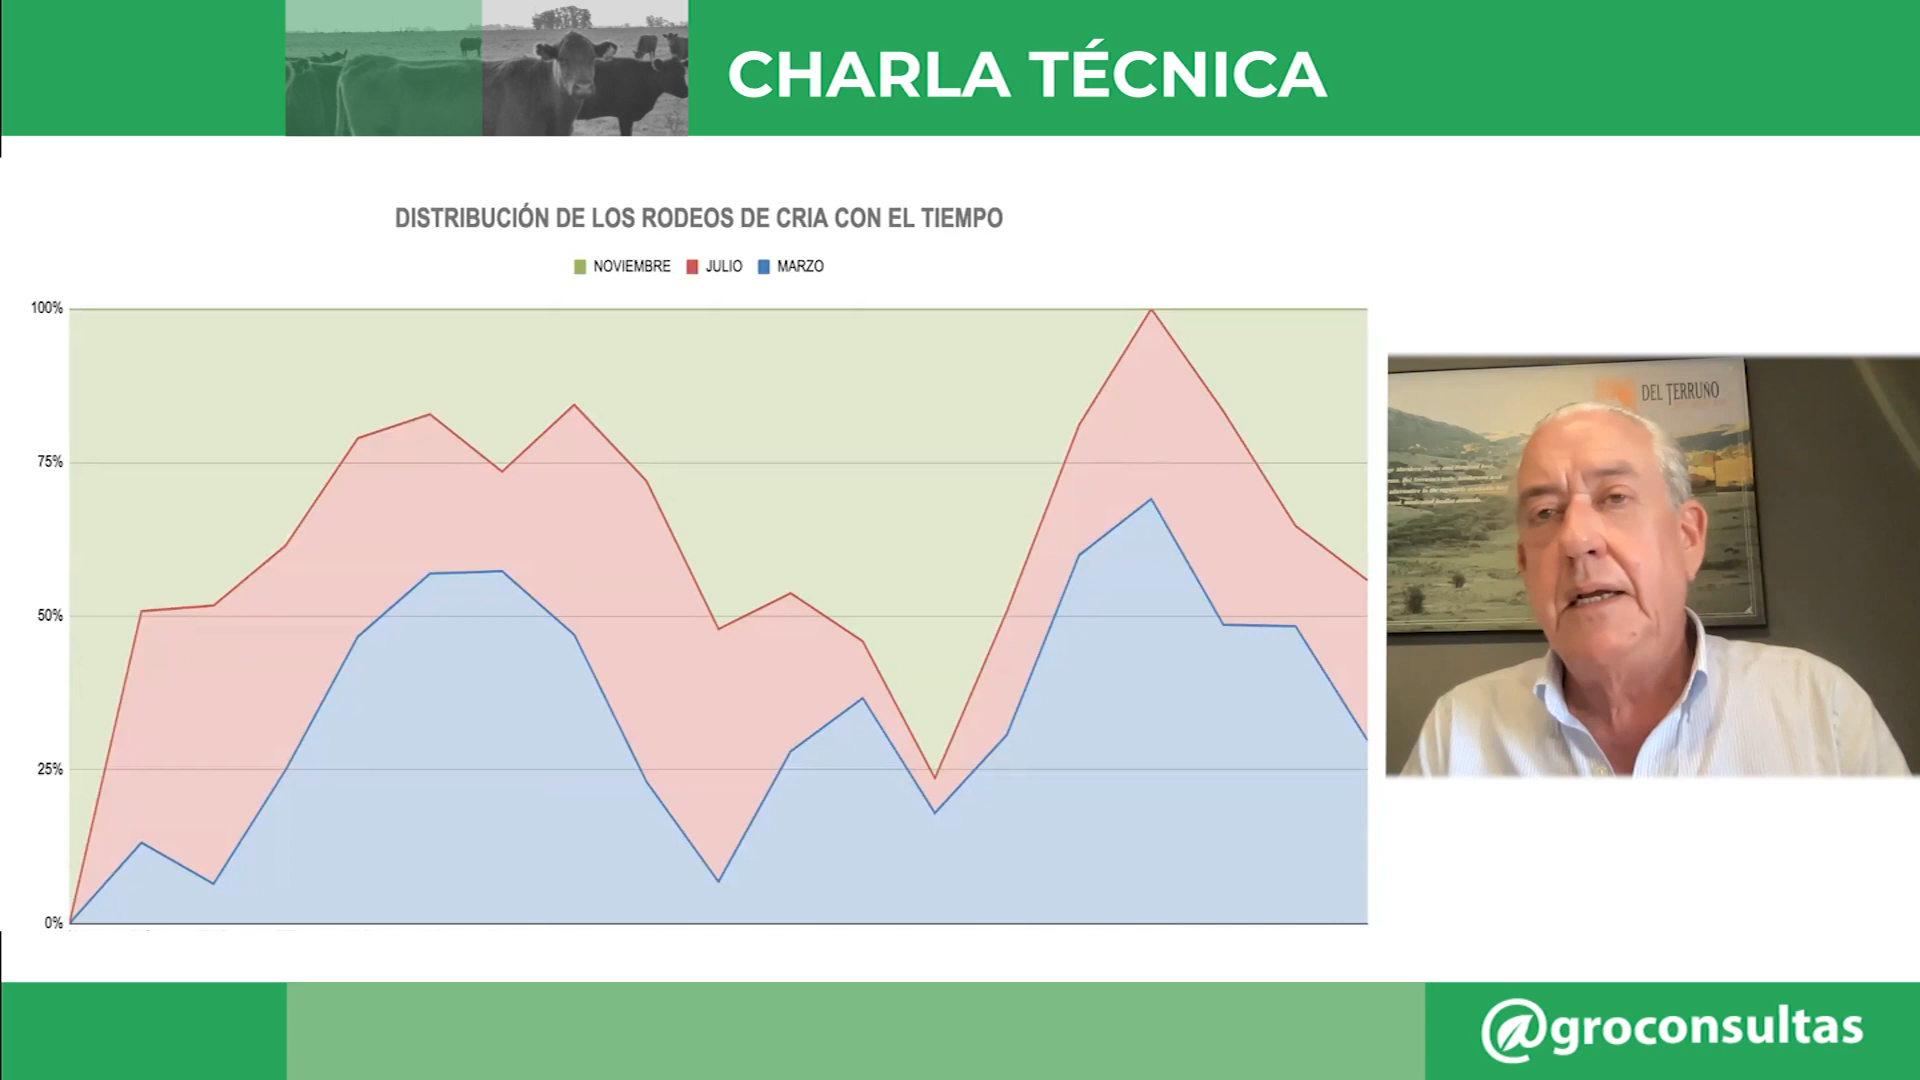 CHARLA TÉCNICA
DISTRIBUCIÓN DE LOS RODEOS DE CRIA CON EL TIEMPO
NOVIEMBRE JULIO MARZO
100%
75%
50%
25%
0%
DEL TERRUÑO
@groconsultas